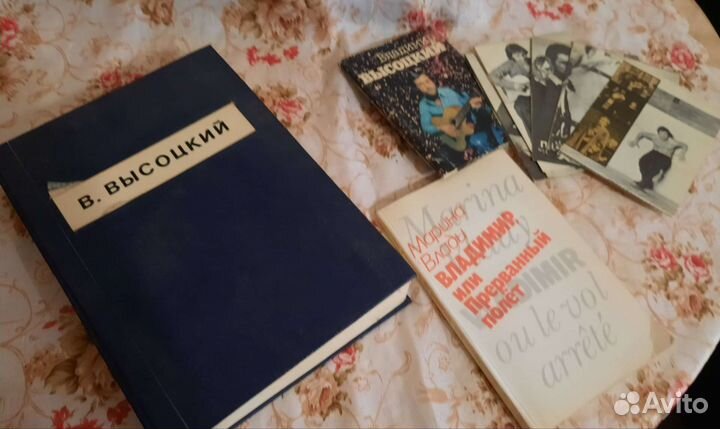 В. ВЫСОЦКИЙ
Владимир
ВЫСОЦКИЙ
Marina
Vlady
Марина
Влади
ВЛАДИМИР
или
Прерванный
полет
VLADIMIR
ou le vol
arrêté
Avito